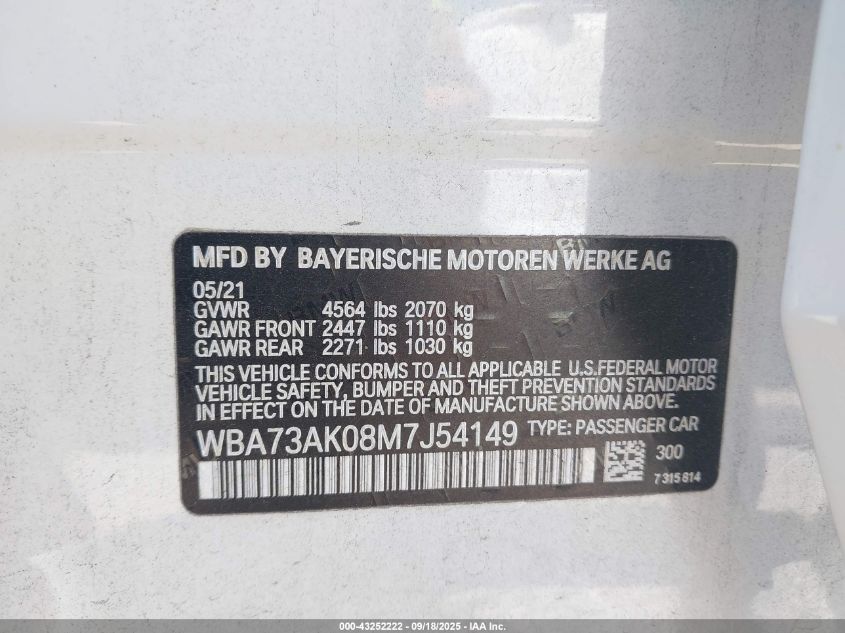 MFD BY BAYERISCHE MOTOREN WERKE AG
05/21
GVWR 4564 lbs 2070 kg
GAWR FRONT 2447 lbs 1110 kg
GAWR REAR 2271 lbs 1030 kg
THIS VEHICLE CONFORMS TO ALL APPLICABLE U.S.FEDERAL MOTOR
VEHICLE SAFETY, BUMPER AND THEFT PREVENTION STANDARDS
IN EFFECT ON THE DATE OF MANUFACTURE SHOWN ABOVE.
WBA73AK08M7J54149 TYPE: PASSENGER CAR
300
7315814
000-43252222 - 09/18/2025 - IAA Inc.